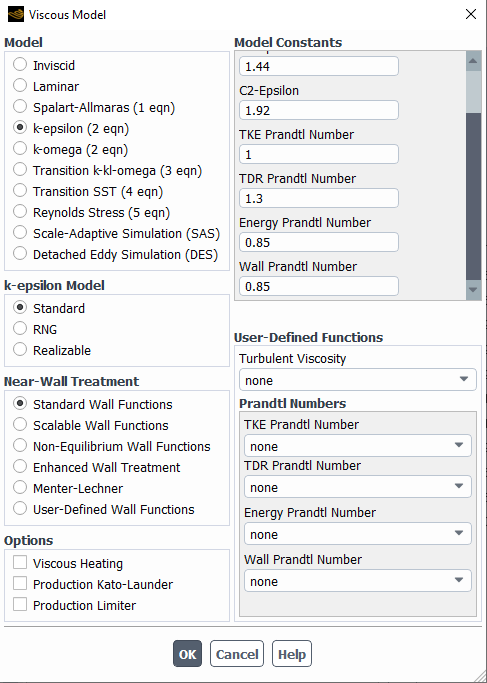 Viscous Model
Model
Inviscid
Laminar
Spalart-Allmaras (1 eqn)
k-epsilon (2 eqn)
k-omega (2 eqn)
Transition k-kl-omega (3 eqn)
Transition SST (4 eqn)
Reynolds Stress (5 eqn)
Scale-Adaptive Simulation (SAS)
Detached Eddy Simulation (DES)
k-epsilon Model
Standard
RNG
Realizable
Near-Wall Treatment
Standard Wall Functions
Scalable Wall Functions
Non-Equilibrium Wall Functions
Enhanced Wall Treatment
Menter-Lechner
User-Defined Wall Functions
Options
Viscous Heating
Production Kato-Launder
Production Limiter
Model Constants
1.44
C2-Epsilon
1.92
TKE Prandtl Number
1
TDR Prandtl Number
1.3
Energy Prandtl Number
0.85
Wall Prandtl Number
0.85
User-Defined Functions
Turbulent Viscosity
none
Prandtl Numbers
TKE Prandtl Number
none
TDR Prandtl Number
none
Energy Prandtl Number
none
Wall Prandtl Number
none
OK
Cancel
Help